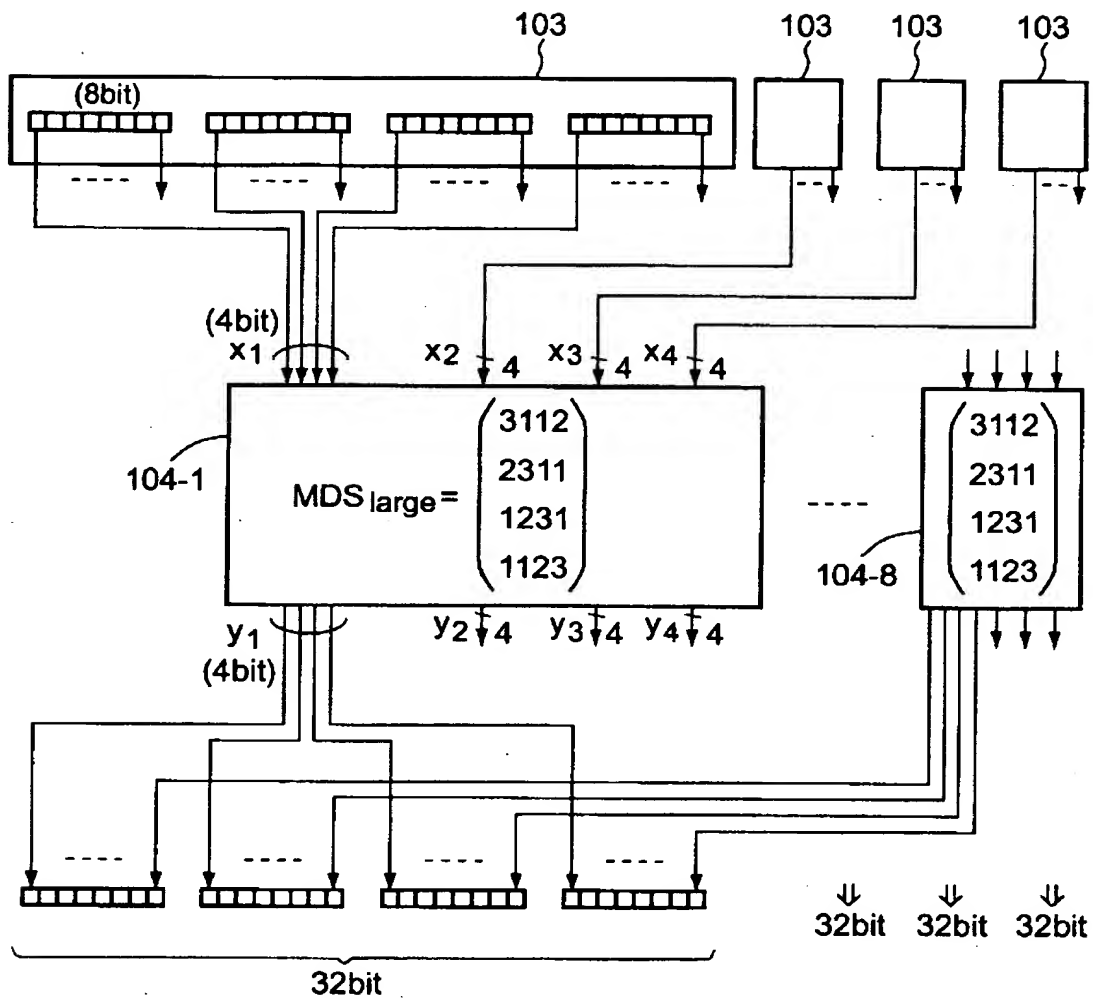 103
103
103
103
(8bit)
(4bit)
x1
x2 4
x3 4
x4 4
104-1
MDS large =
3112
2311
1231
1123
104-8
3112
2311
1231
1123
y1
(4bit)
y2 4
y3 4
y4 4
32bit
32bit
32bit
32bit